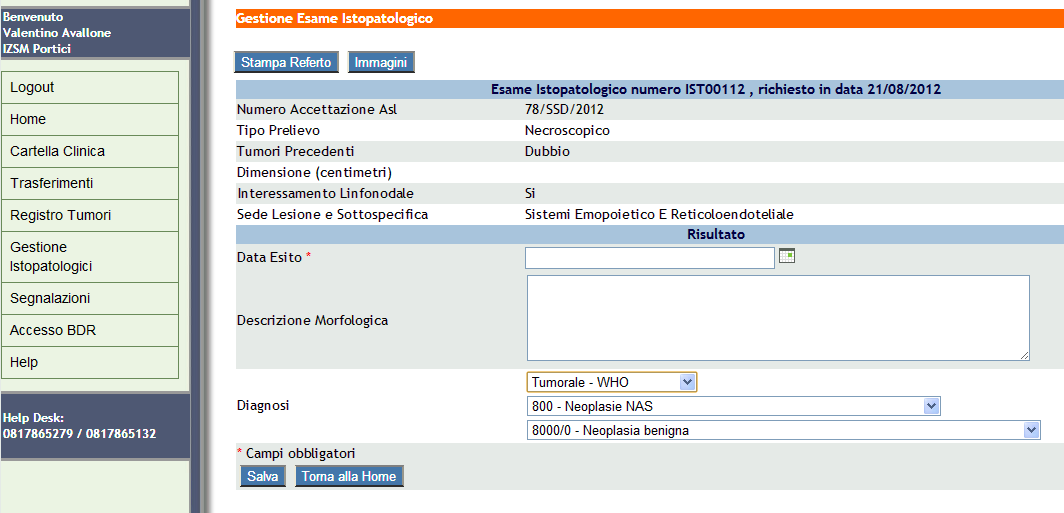 Benvenuto
Valentino Avallone
IZSM Portici
Logout
Home
Cartella Clinica
Trasferimenti
Registro Tumori
Gestione
Istopatologici
Segnalazioni
Accesso BDR
Help
Help Desk:
0817865279 / 0817865132
Gestione Esame Istopatologico
Stampa Referto Immagini
Esame Istopatologico numero IST00112 , richiesto in data 21/08/2012
Numero Accettazione Asl 78/SSD/2012
Tipo Prelievo Necroscopico
Tumori Precedenti Dubbio
Dimensione (centimetri)
Interessamento Linfonodale Si
Sede Lesione e Sottospecifica Sistemi Emopoietico E Reticoloendoteliale
Risultato
Data Esito *
Descrizione Morfologica
Tumorale - WHO
Diagnosi 800 - Neoplasie NAS
8000/0 - Neoplasia benigna
* Campi obbligatori
Salva Torna alla Home